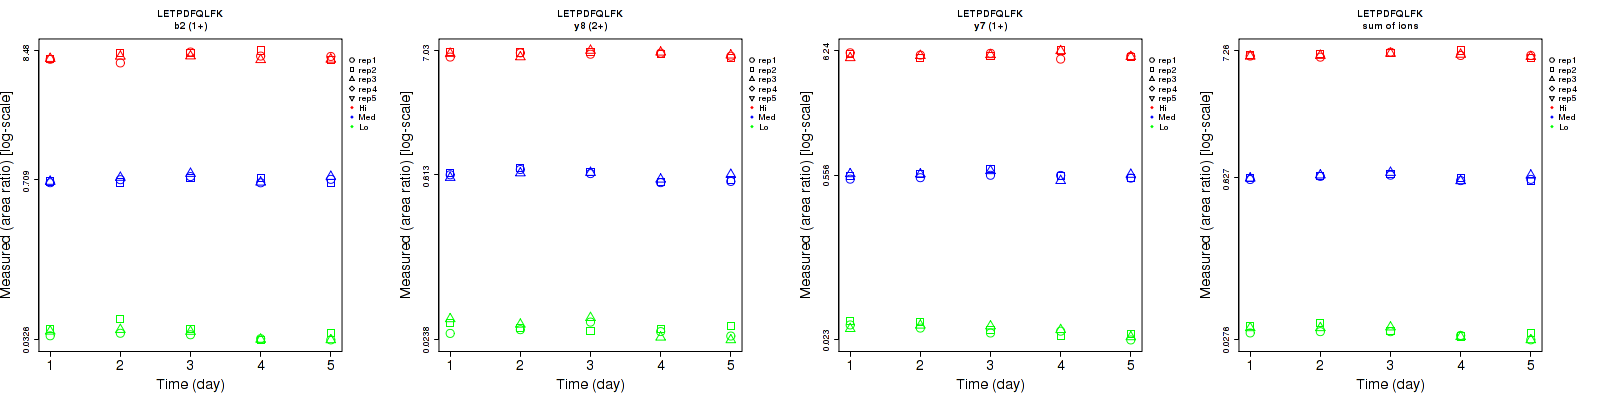 LETPDFQLFK
b2 (1+)
Measured (area ratio) [log-scale]
8.48
0.709
0.0326
1 2 3 4 5
Time (day)
rep1
rep2
rep3
rep4
rep5
Hi
Med
Lo
LETPDFQLFK
y8 (2+)
Measured (area ratio) [log-scale]
7.03
0.613
0.0238
1 2 3 4 5
Time (day)
rep1
rep2
rep3
rep4
rep5
Hi
Med
Lo
LETPDFQLFK
y7 (1+)
Measured (area ratio) [log-scale]
6.24
0.556
0.023
1 2 3 4 5
Time (day)
rep1
rep2
rep3
rep4
rep5
Hi
Med
Lo
LETPDFQLFK
sum of ions
Measured (area ratio) [log-scale]
7.26
0.627
0.0276
1 2 3 4 5
Time (day)
rep1
rep2
rep3
rep4
rep5
Hi
Med
Lo